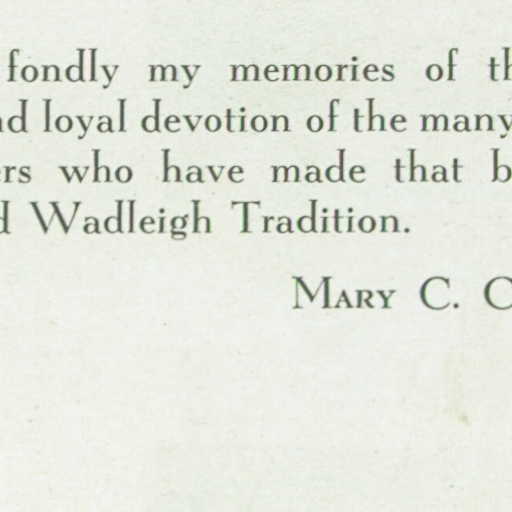 fondly my memories of th
nd loyal devotion of the many
ers who have made that b
d Wadleigh Tradition.
Mary C. C